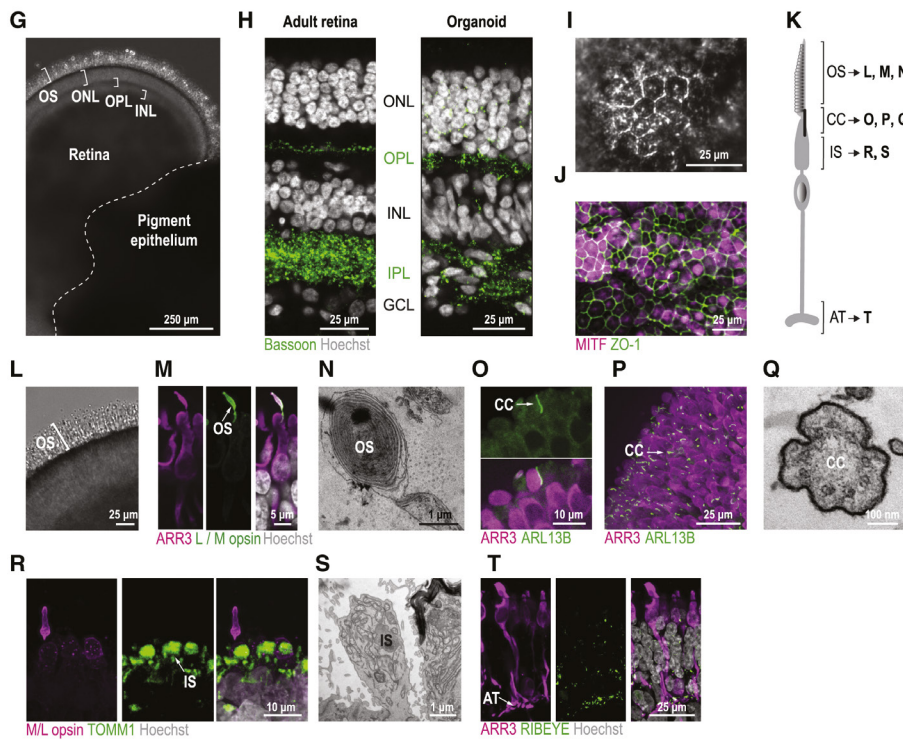 G
OS
ONL
OPL
INL
Retina
Pigment
epithelium
250 µm
H
Adult retina
Organoid
ONL
OPL
INL
IPL
GCL
25 µm
25 µm
Bassoon Hoechst
I
25 µm
J
25 µm
MITF ZO-1
K
OS → L, M, N
CC → O, P,
IS → R, S
AT → T
L
OS
25 µm
M
OS
5 µm
ARR3 L / M opsin Hoechst
N
OS
1 µm
O
CC
10 µm
ARR3 ARL13B
P
CC
25 µm
ARR3 ARL13B
Q
CC
100 nm
R
IS
10 µm
M/L opsin TOMM1 Hoechst
S
IS
1 µm
T
AT
25 µm
ARR3 RIBEYE Hoechst